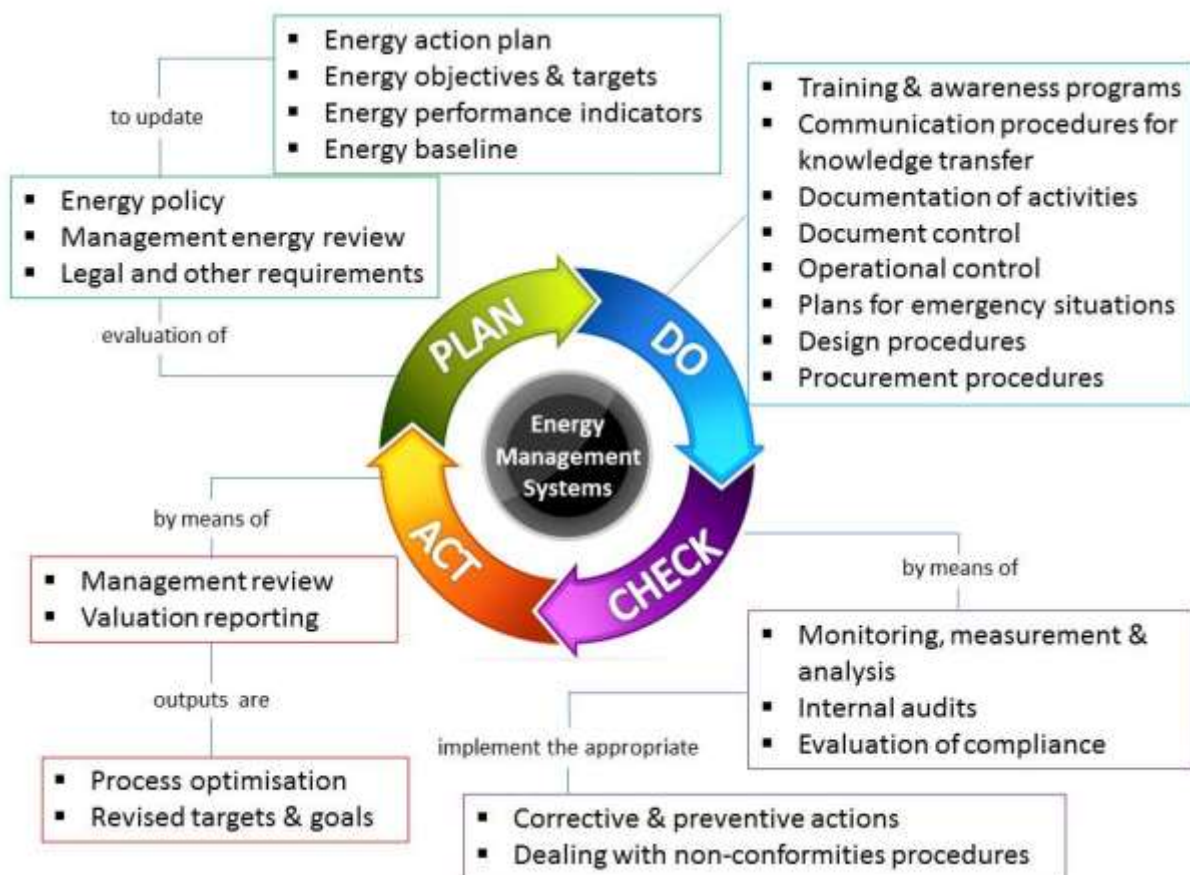 ▪ Energy action plan
▪ Energy objectives & targets
▪ Energy performance indicators
▪ Energy baseline
to update
▪ Energy policy
▪ Management energy review
▪ Legal and other requirements
evaluation of
▪ Training & awareness programs
▪ Communication procedures for
knowledge transfer
▪ Documentation of activities
▪ Document control
▪ Operational control
▪ Plans for emergency situations
▪ Design procedures
▪ Procurement procedures
PLAN
DO
CHECK
ACT
Energy
Management
Systems
by means of
▪ Management review
▪ Valuation reporting
outputs are
▪ Process optimisation
▪ Revised targets & goals
by means of
▪ Monitoring, measurement &
analysis
▪ Internal audits
▪ Evaluation of compliance
implement the appropriate
▪ Corrective & preventive actions
▪ Dealing with non-conformities procedures